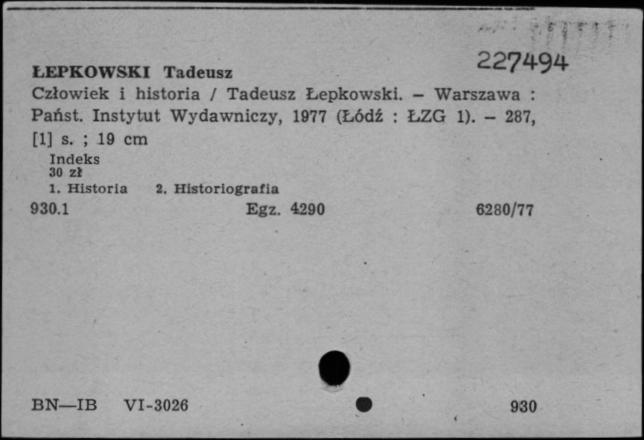 227494
ŁEPKOWSKI Tadeusz
Człowiek i historia / Tadeusz Łepkowski. — Warszawa :
Państ. Instytut Wydawniczy, 1977 (Łódź : ŁZG 1). — 287,
[1] s. ; 19 cm
Indeks
30 zł
1. Historia 2. Historiografia
930.1 Egz. 4290 6280/77
BN—IB VI-3026 930